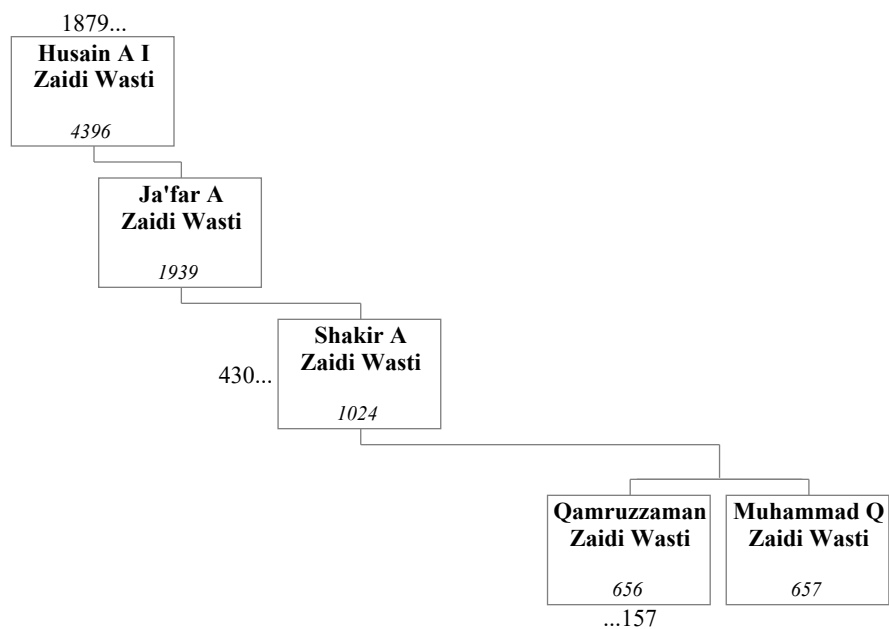 1879...
Husain A I
Zaidi Wasti
4396
Ja'far A
Zaidi Wasti
1939
430...
Shakir A
Zaidi Wasti
1024
Qamruzzaman
Zaidi Wasti
656
...157
Muhammad Q
Zaidi Wasti
657